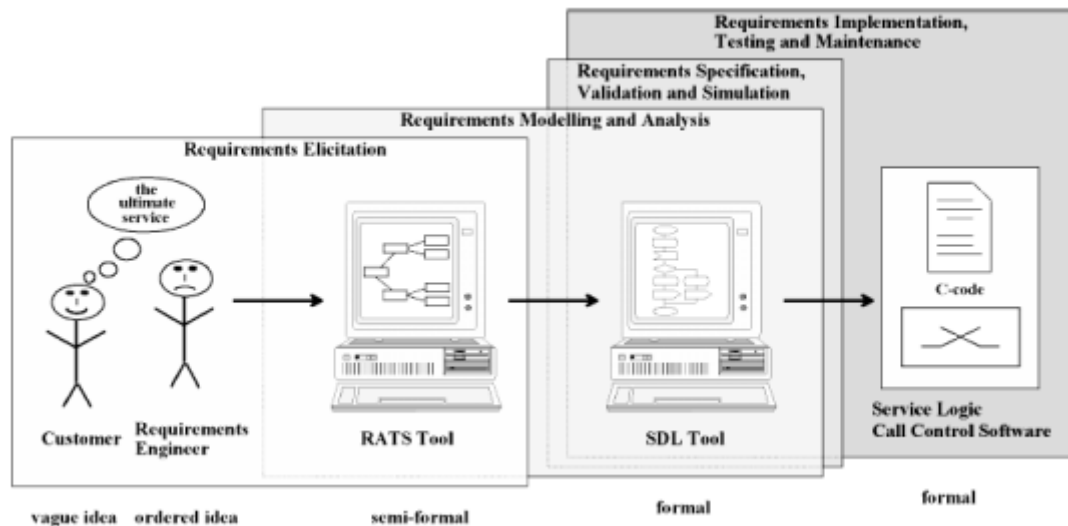 Requirements Implementation,
Testing and Maintenance
Requirements Specification,
Validation and Simulation
Requirements Modelling and Analysis
Requirements Elicitation
the
ultimate
service
C-code
Customer
Requirements
Engineer
RATS Tool
SDL Tool
Service Logic
Call Control Software
vague idea
ordered idea
semi-formal
formal
formal